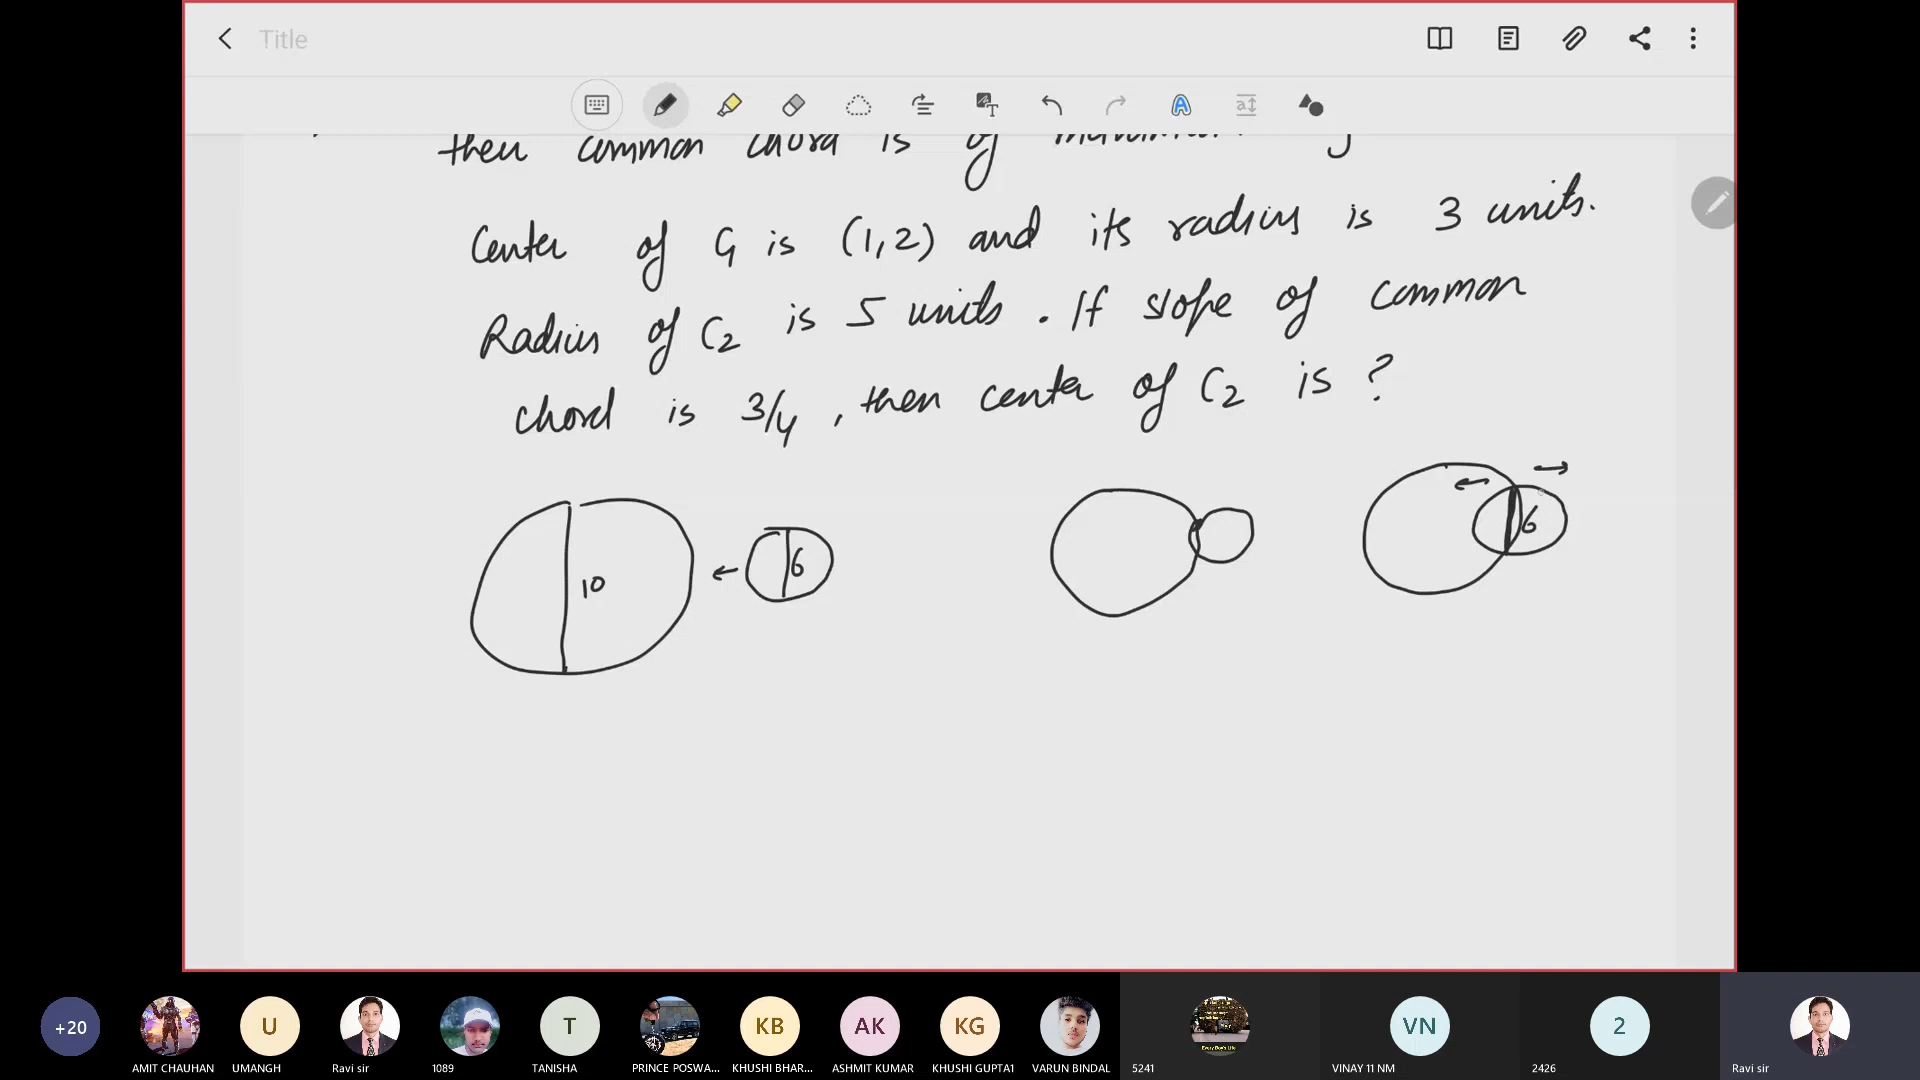 Title
then common chord is of
Center of C1 is (1,2) and its radius is 3 units.
Radius of C2 is 5 units . If slope of common
chord is 3/4 , then center of C2 is ?
10
6
6
+20
U
T
KB
AK
KG
VN
2
AMIT CHAUHAN UMANGH Ravi sir 1089 TANISHA PRINCE POSWA... KHUSHI BHAR... ASHMIT KUMAR KHUSHI GUPTA1 VARUN BINDAL 5241 VINAY 11 NM 2426 Ravi sir